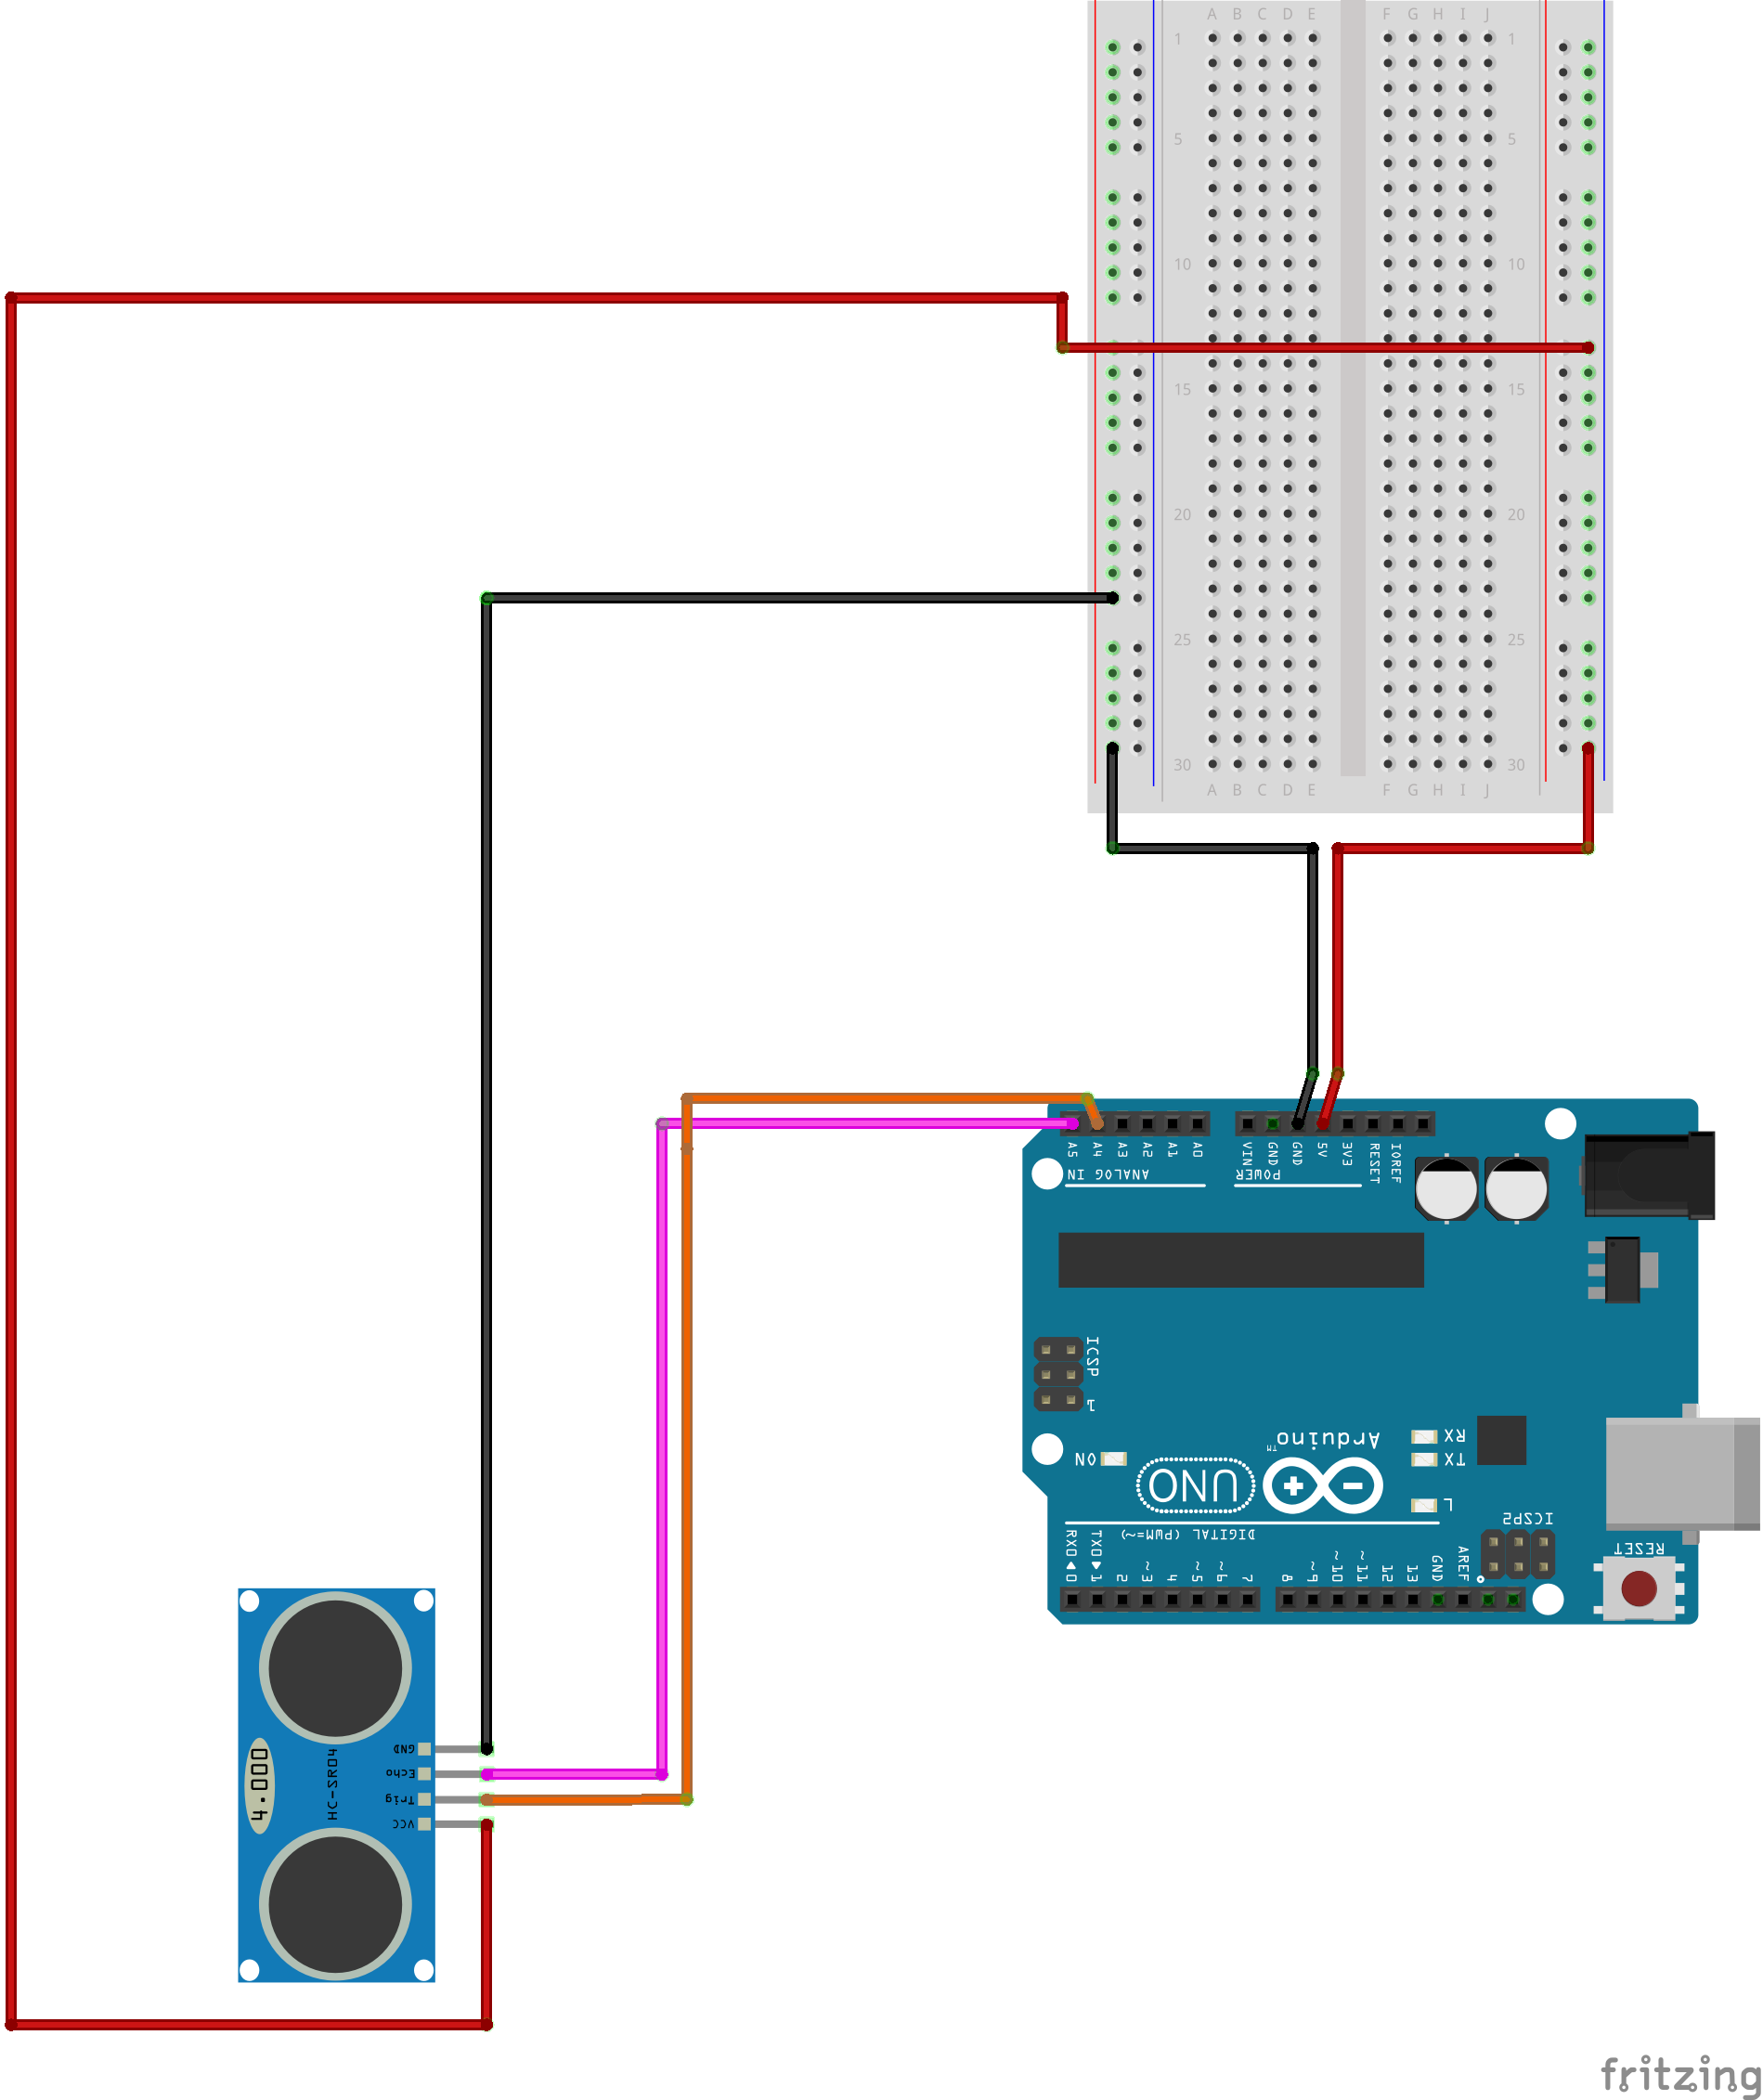 A B C D E F G H I J
1 1
5 5
10 10
15 15
20 20
25 25
30 30
A B C D E F G H I J
A5 A4 A3 A2 A1 A0 VIN GND GND 5V 3V3 RESET IOREF
ANALOG IN POWER
ICSP
1
ON
UNO
Arduino™
RX
TX
L
ICSP2
RESET
DIGITAL (PWM=~)
RX0 TX0 AREF GND
0 1 2 ~3 4 ~5 ~6 7 8 ~9 ~10 ~11 12 13
4.000
HC-SR04
GND
Echo
Trig
VCC
fritzing